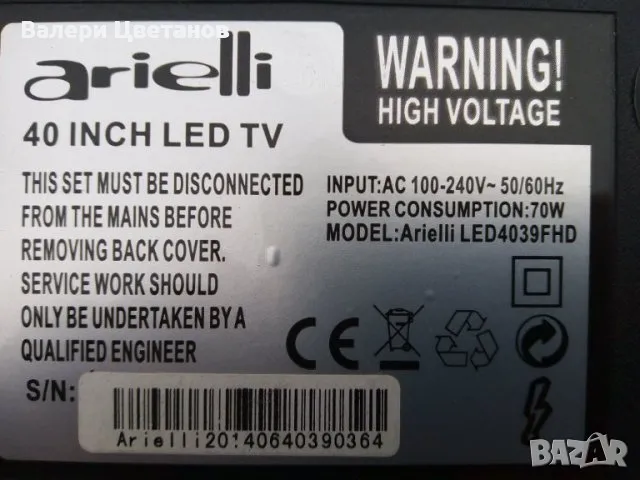 Валери Цветанов
arielli
40 INCH LED TV
WARNING!
HIGH VOLTAGE
THIS SET MUST BE DISCONNECTED
FROM THE MAINS BEFORE
REMOVING BACK COVER.
SERVICE WORK SHOULD
ONLY BE UNDERTAKEN BY A
QUALIFIED ENGINEER
INPUT:AC 100-240V~ 50/60Hz
POWER CONSUMPTION:70W
MODEL:Arielli LED4039FHD
CE
S/N:
Arielli20140640390364
BAZAR